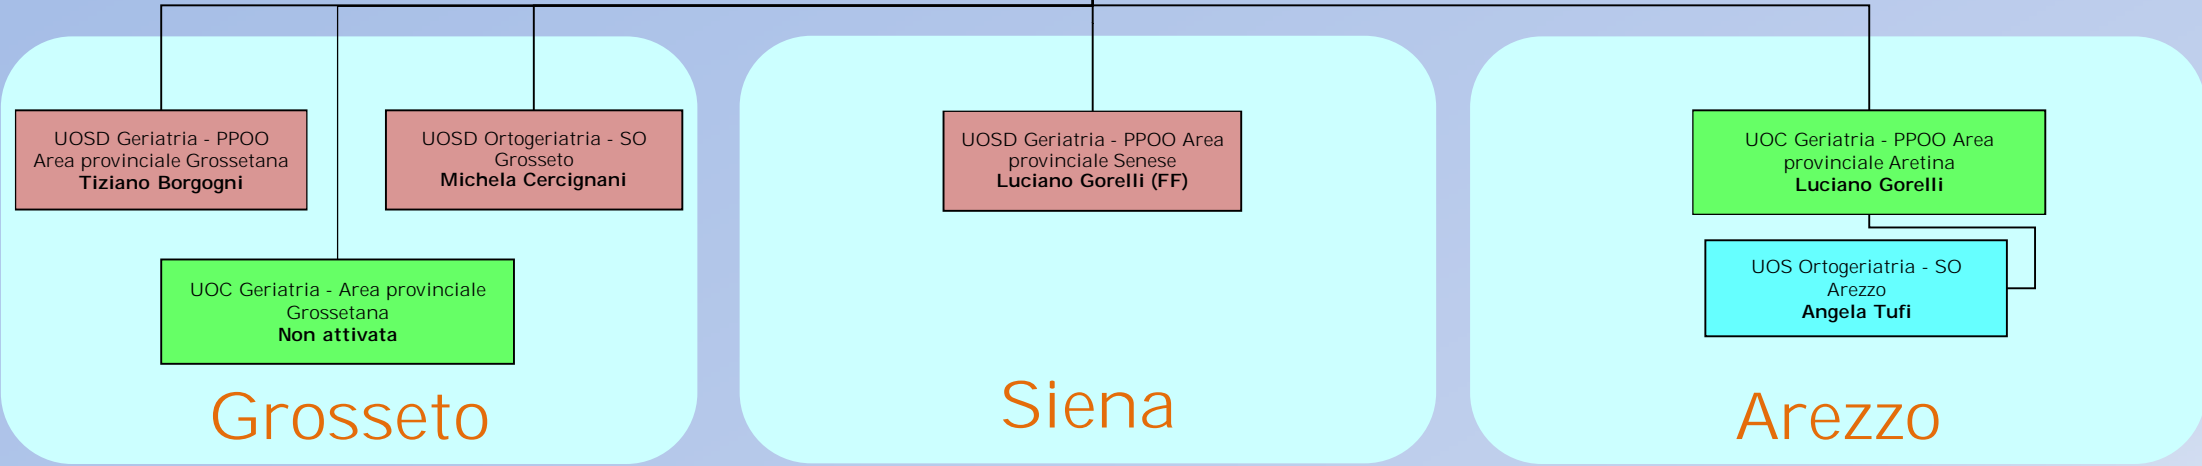 UOSD Geriatria - PPOO
Area provinciale Grossetana
Tiziano Borgogni
UOSD Ortogeriatria - SO
Grosseto
Michela Cercignani
UOC Geriatria - Area provinciale
Grossetana
Non attivata
Grosseto
UOSD Geriatria - PPOO Area
provinciale Senese
Luciano Gorelli (FF)
Siena
UOC Geriatria - PPOO Area
provinciale Aretina
Luciano Gorelli
UOS Ortogeriatria - SO
Arezzo
Angela Tufi
Arezzo